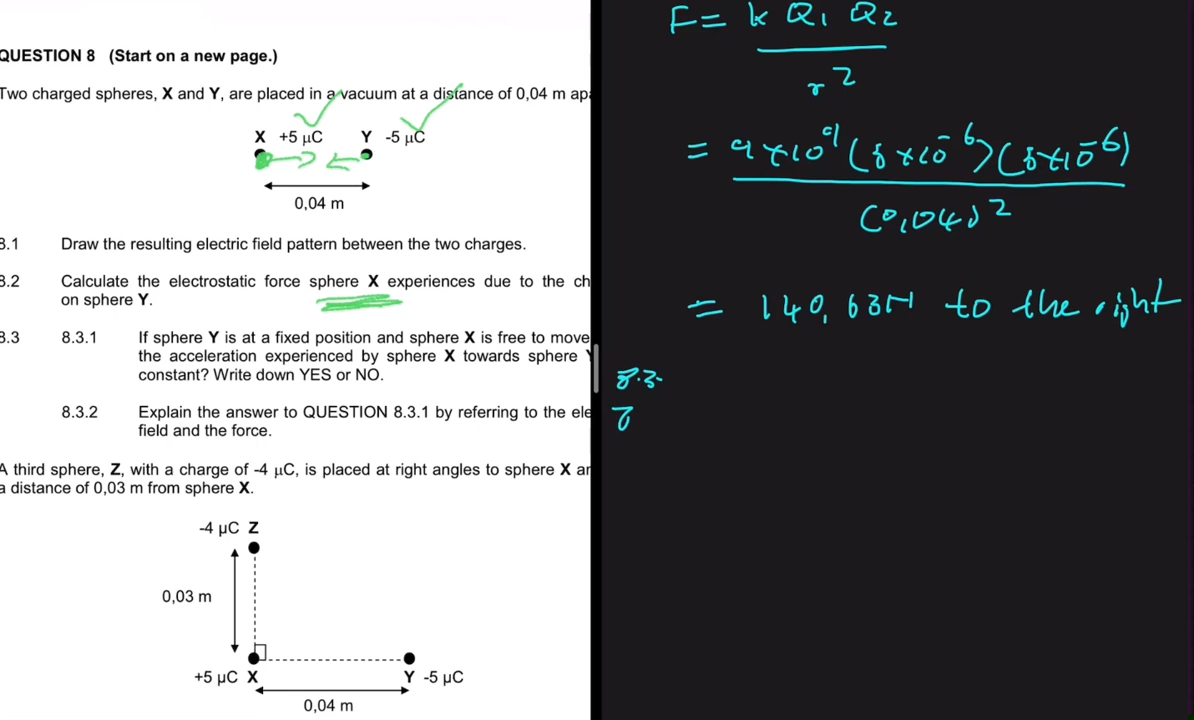 QUESTION 8 (Start on a new page.)
Two charged spheres, X and Y, are placed in a vacuum at a distance of 0,04 m apa
X +5 µC Y -5 µC
0,04 m
8.1 Draw the resulting electric field pattern between the two charges.
8.2 Calculate the electrostatic force sphere X experiences due to the ch
on sphere Y.
8.3 8.3.1 If sphere Y is at a fixed position and sphere X is free to move
the acceleration experienced by sphere X towards sphere Y
constant? Write down YES or NO.
8.3.2 Explain the answer to QUESTION 8.3.1 by referring to the ele
field and the force.
A third sphere, Z, with a charge of -4 µC, is placed at right angles to sphere X an
a distance of 0,03 m from sphere X.
-4 µC Z
0,03 m
+5 µC X Y -5 µC
0,04 m
F = k Q1 Q2
r²
= 9×10⁹ (5×10⁻⁶)(5×10⁻⁶)
(0,04)²
= 140,63N to the right
8.3